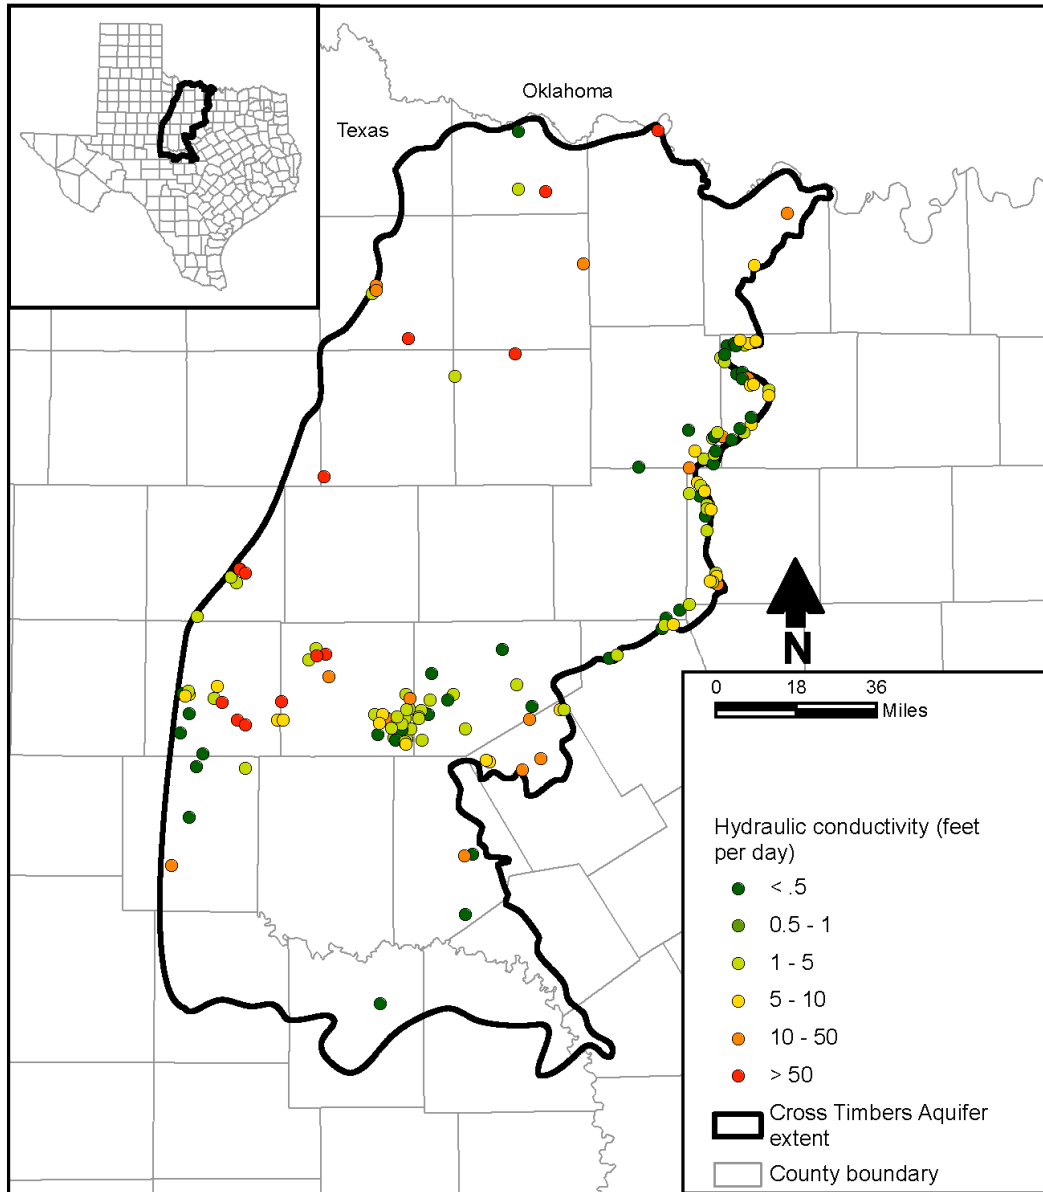 Oklahoma
Texas
N
0 18 36
Miles
Hydraulic conductivity (feet
per day)
< .5
0.5 - 1
1 - 5
5 - 10
10 - 50
> 50
Cross Timbers Aquifer
extent
County boundary